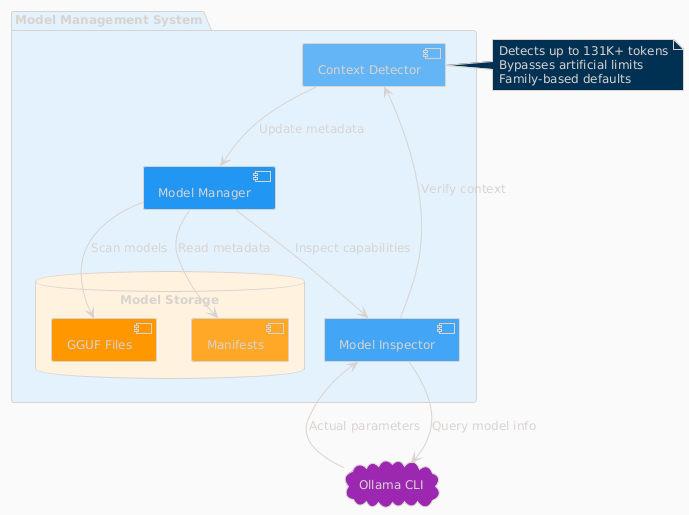 Model Management System
Context Detector
Detects up to 131K+ tokens
Bypasses artificial limits
Family-based defaults
Update metadata
Model Manager
Verify context
Scan models
Read metadata
Inspect capabilities
Model Storage
GGUF Files
Manifests
Model Inspector
Actual parameters
Query model info
Ollama CLI